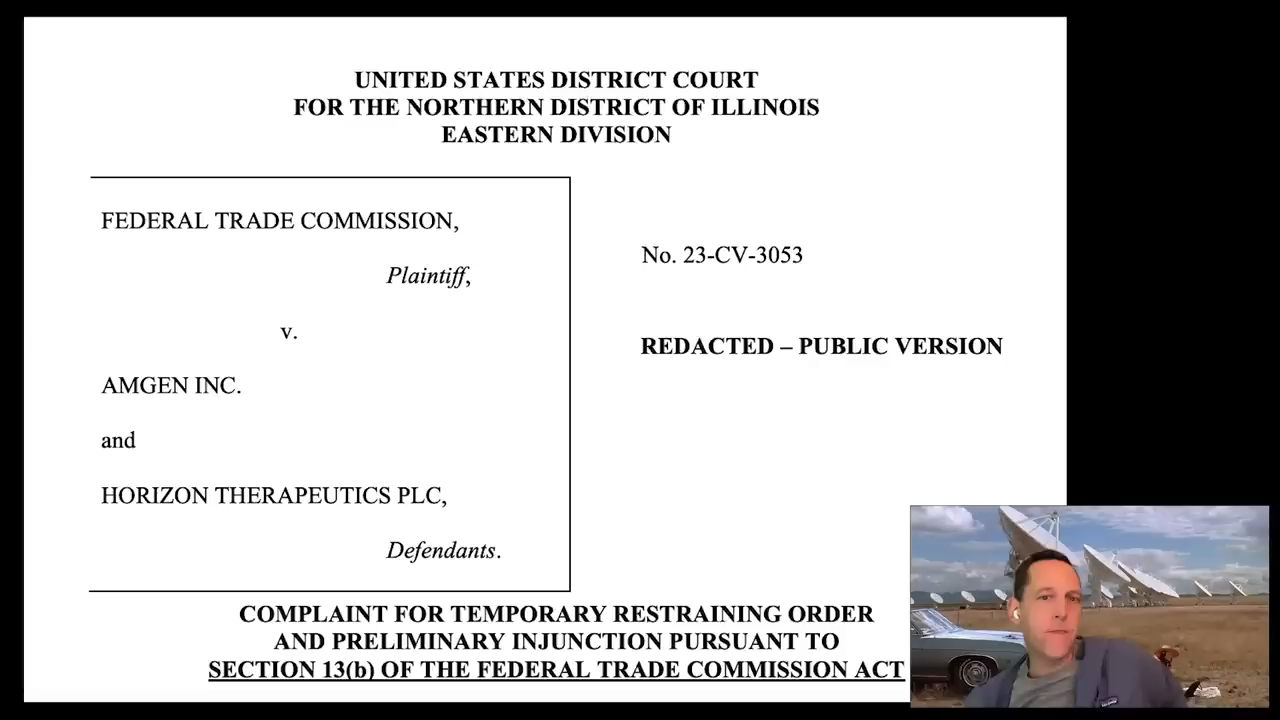 UNITED STATES DISTRICT COURT
FOR THE NORTHERN DISTRICT OF ILLINOIS
EASTERN DIVISION
FEDERAL TRADE COMMISSION,
Plaintiff,
v.
AMGEN INC.
and
HORIZON THERAPEUTICS PLC,
Defendants.
No. 23-CV-3053
REDACTED – PUBLIC VERSION
COMPLAINT FOR TEMPORARY RESTRAINING ORDER
AND PRELIMINARY INJUNCTION PURSUANT TO
SECTION 13(b) OF THE FEDERAL TRADE COMMISSION ACT